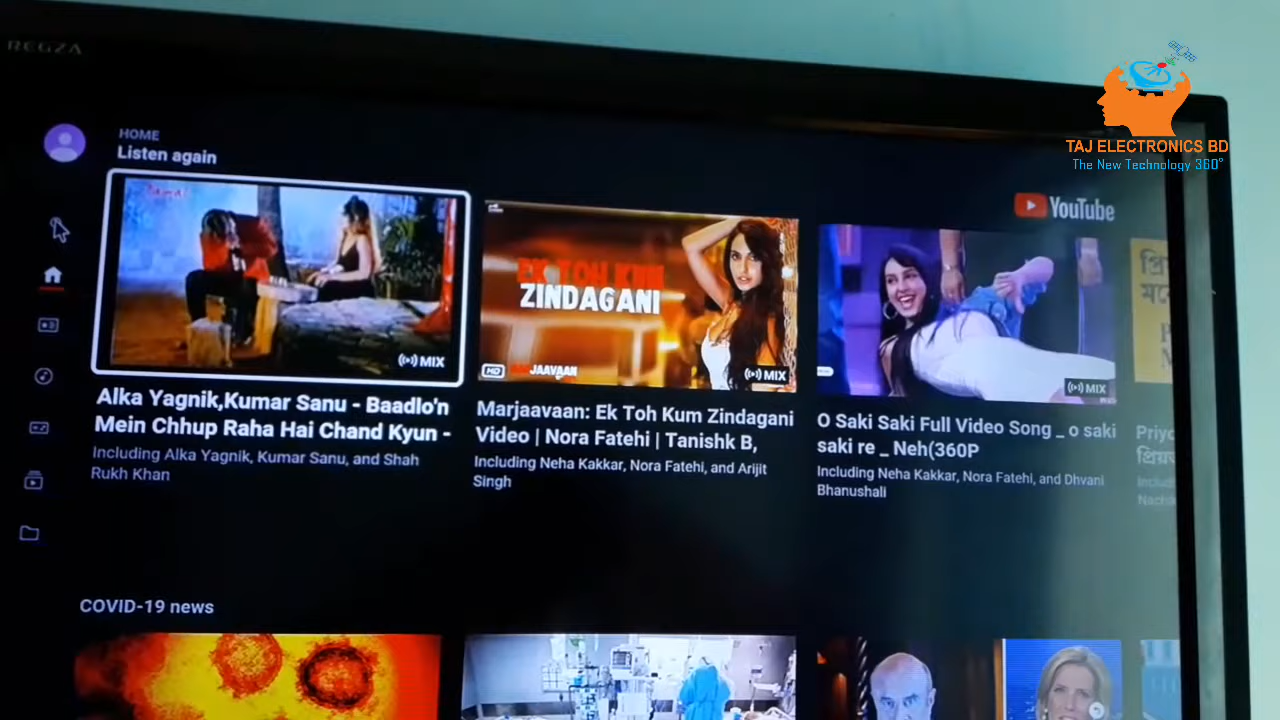 REGZA
TAJ ELECTRONICS BD
The New Technology 360°
HOME
Listen again
YouTube
MIX
EK TOH KUM
ZINDAGANI
HD
MARJAAVAAN
MIX
MIX
Alka Yagnik,Kumar Sanu - Baadlo'n
Mein Chhup Raha Hai Chand Kyun -
Including Alka Yagnik, Kumar Sanu, and Shah
Rukh Khan
Marjaavaan: Ek Toh Kum Zindagani
Video | Nora Fatehi | Tanishk B,
Including Neha Kakkar, Nora Fatehi, and Arijit
Singh
O Saki Saki Full Video Song _ o saki
saki re _ Neh(360P
Including Neha Kakkar, Nora Fatehi, and Dhvani
Bhanushali
COVID-19 news